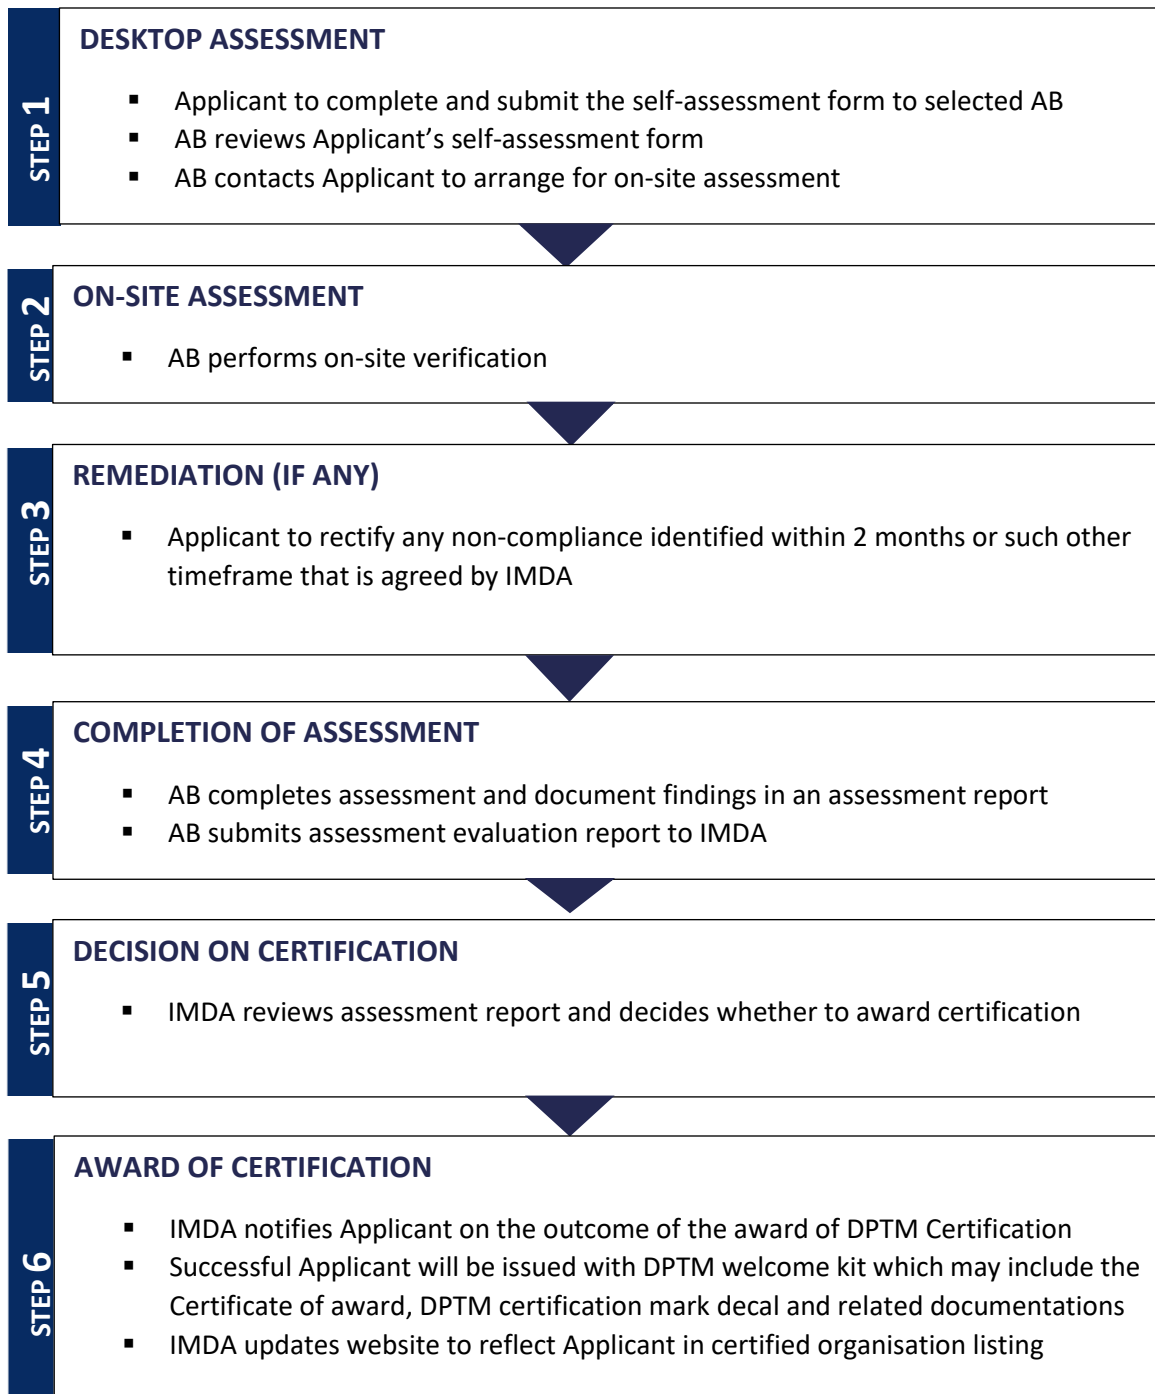 STEP 1
DESKTOP ASSESSMENT
▪ Applicant to complete and submit the self-assessment form to selected AB
▪ AB reviews Applicant’s self-assessment form
▪ AB contacts Applicant to arrange for on-site assessment
STEP 2
ON-SITE ASSESSMENT
▪ AB performs on-site verification
STEP 3
REMEDIATION (IF ANY)
▪ Applicant to rectify any non-compliance identified within 2 months or such other
timeframe that is agreed by IMDA
STEP 4
COMPLETION OF ASSESSMENT
▪ AB completes assessment and document findings in an assessment report
▪ AB submits assessment evaluation report to IMDA
STEP 5
DECISION ON CERTIFICATION
▪ IMDA reviews assessment report and decides whether to award certification
STEP 6
AWARD OF CERTIFICATION
▪ IMDA notifies Applicant on the outcome of the award of DPTM Certification
▪ Successful Applicant will be issued with DPTM welcome kit which may include the
Certificate of award, DPTM certification mark decal and related documentations
▪ IMDA updates website to reflect Applicant in certified organisation listing